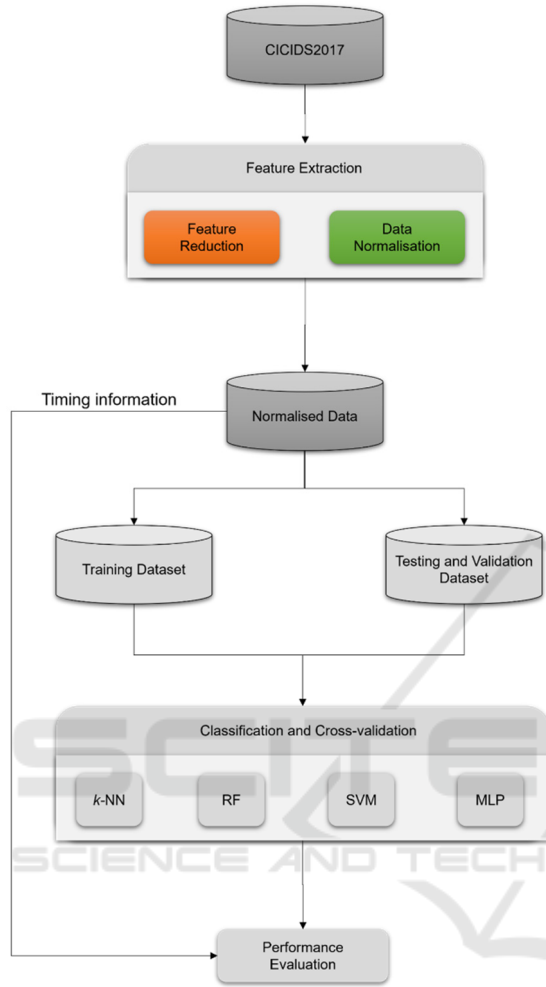 CICIDS2017
Feature Extraction
Feature
Reduction
Data
Normalisation
Timing information
Normalised Data
Training Dataset
Testing and Validation
Dataset
Classification and Cross-validation
SCITE
k-NN
RF
SVM
MLP
SCIENCE AND TECH
Performance
Evaluation